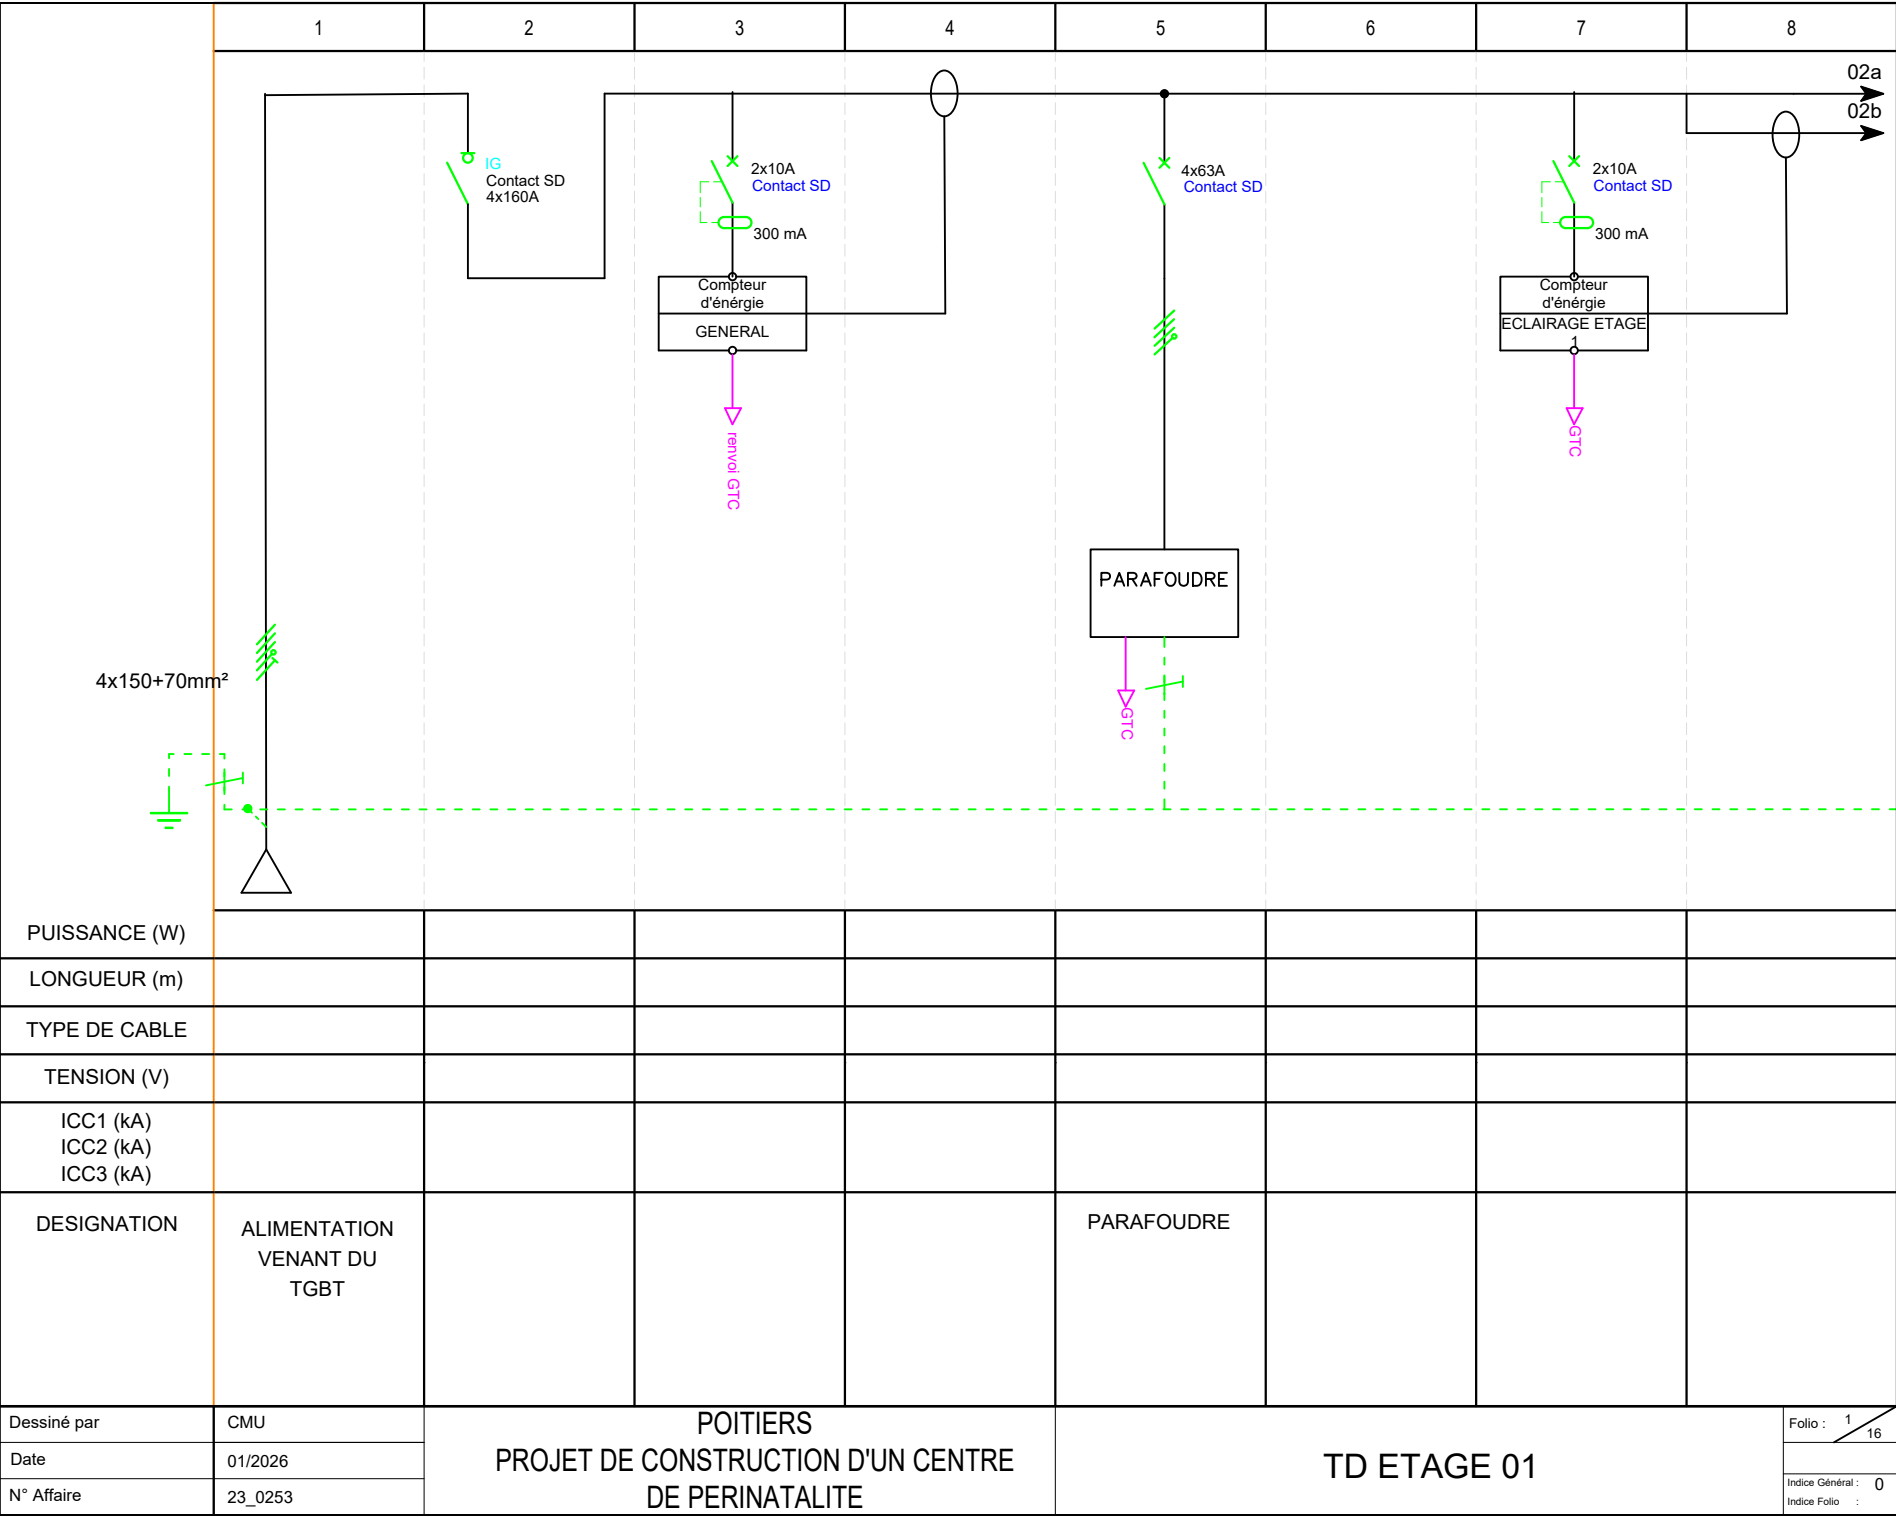 1 2 3 4 5 6 7 8
02a
02b
IG
Contact SD
4x160A
2x10A
Contact SD
300 mA
Compteur
d'énérgie
GENERAL
renvoi GTC
4x63A
Contact SD
PARAFOUDRE
GTC
2x10A
Contact SD
300 mA
Compteur
d'énérgie
ECLAIRAGE ETAGE
1
GTC
4x150+70mm²
PUISSANCE (W)
LONGUEUR (m)
TYPE DE CABLE
TENSION (V)
ICC1 (kA)
ICC2 (kA)
ICC3 (kA)
DESIGNATION
ALIMENTATION
VENANT DU
TGBT
PARAFOUDRE
Dessiné par CMU
Date 01/2026
N° Affaire 23_0253
POITIERS
PROJET DE CONSTRUCTION D'UN CENTRE
DE PERINATALITE
TD ETAGE 01
Folio : 1
16
Indice Général : 0
Indice Folio :